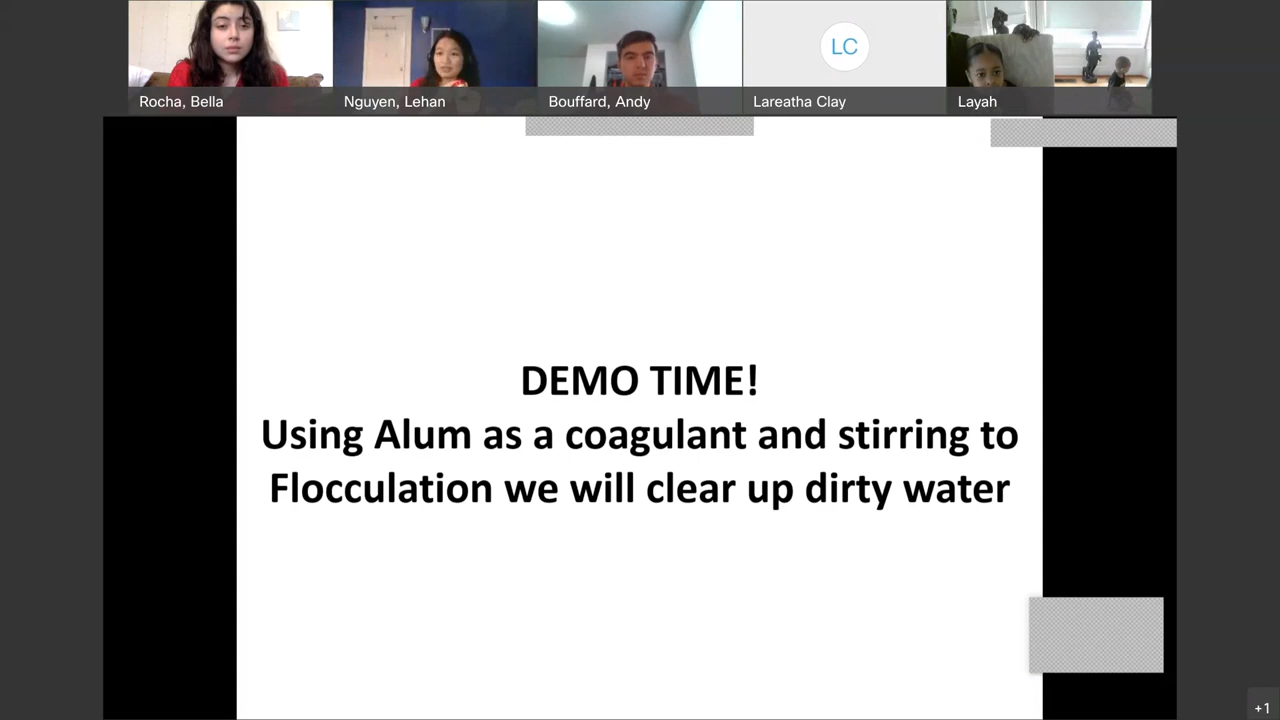 Rocha, Bella
Nguyen, Lehan
Bouffard, Andy
LC
Lareatha Clay
Layah
DEMO TIME!
Using Alum as a coagulant and stirring to
Flocculation we will clear up dirty water
+1